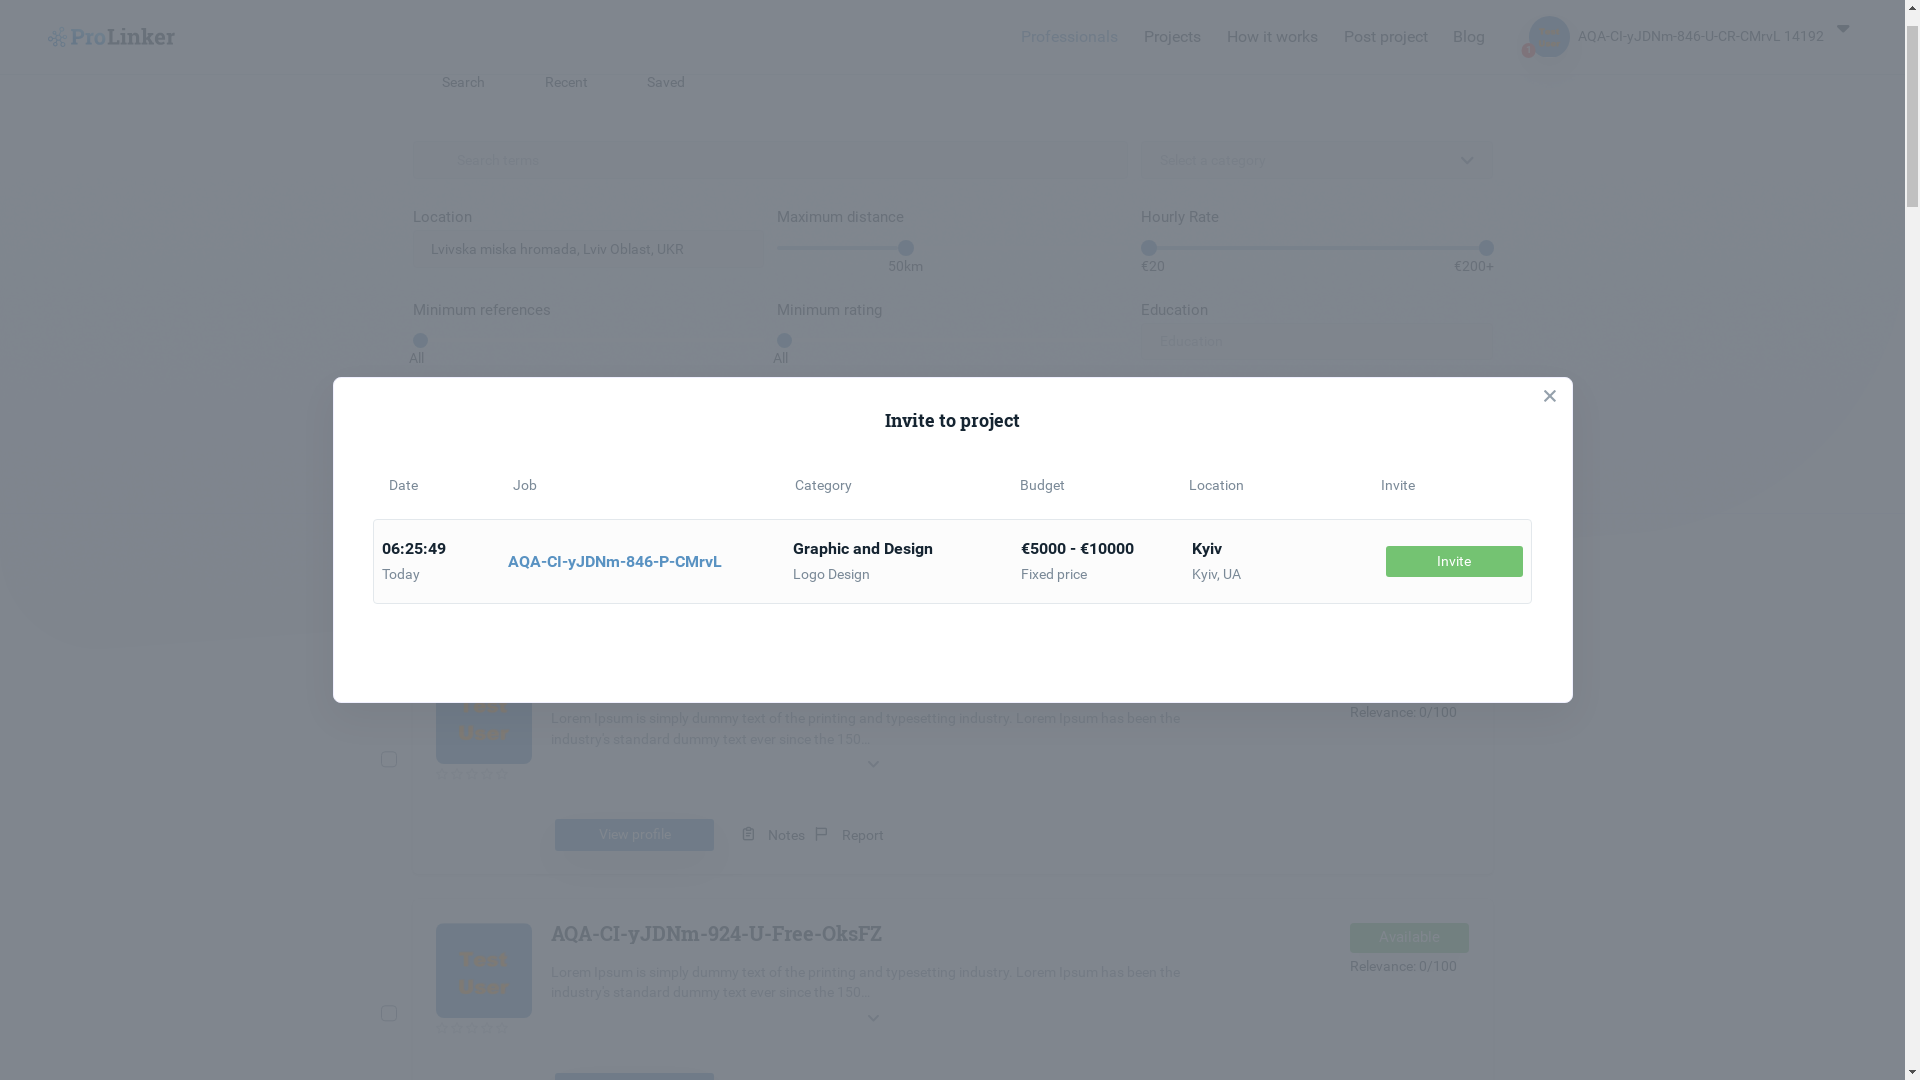 ProLinker
Professionals Projects How it works Post project Blog
1
AQA-CI-yJDNm-846-U-CR-CMrvL 14192
Search Recent Saved
Search terms
Select a category
Location
Maximum distance
Hourly Rate
Lvivska miska hromada, Lviv Oblast, UKR
50km
€20 €200+
Minimum references
Minimum rating
Education
Education
All
All
Invite to project
Date Job Category Budget Location Invite
06:25:49
Today
AQA-CI-yJDNm-846-P-CMrvL
Graphic and Design
Logo Design
€5000 - €10000
Fixed price
Kyiv
Kyiv, UA
Invite
Lorem Ipsum is simply dummy text of the printing and typesetting industry. Lorem Ipsum has been the
industry's standard dummy text ever since the 150...
Relevance: 0/100
View profile
Notes Report
AQA-CI-yJDNm-924-U-Free-OksFZ
Available
Lorem Ipsum is simply dummy text of the printing and typesetting industry. Lorem Ipsum has been the
industry's standard dummy text ever since the 150...
Relevance: 0/100